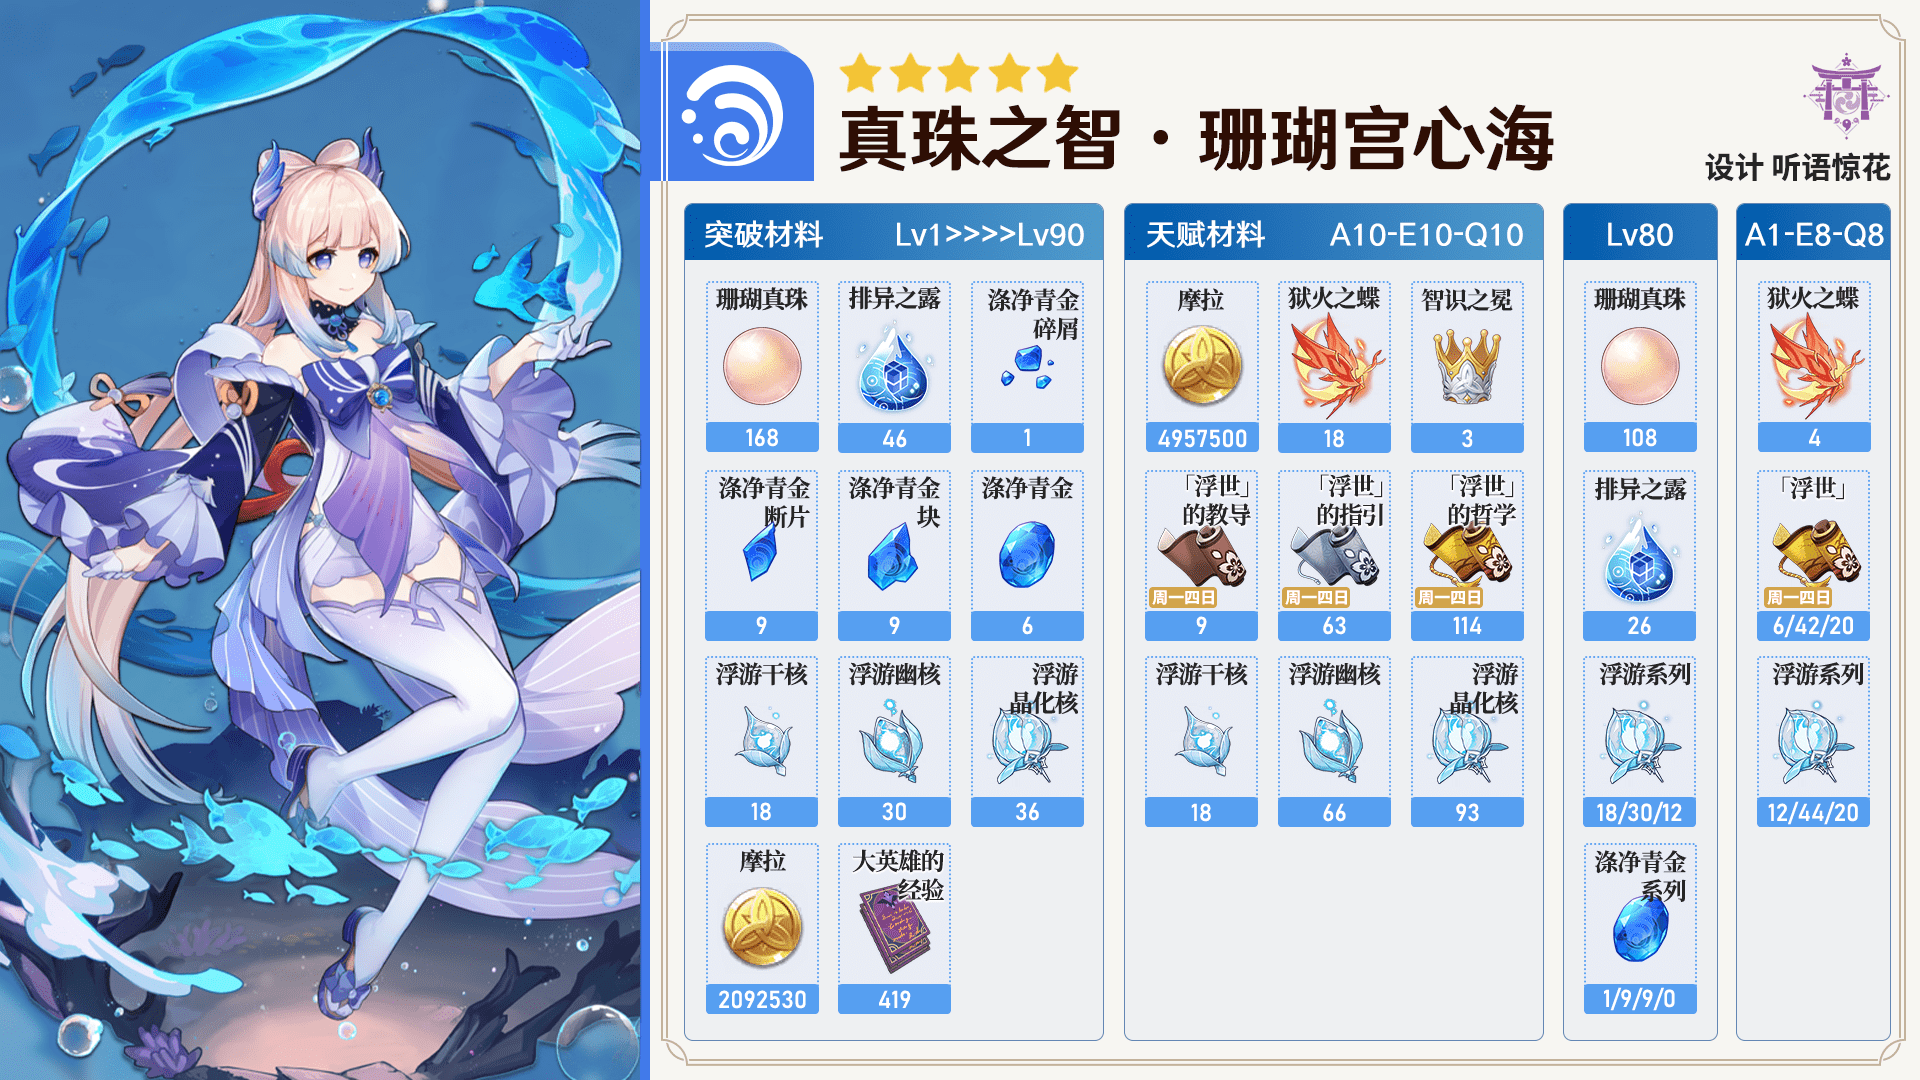 真珠之智·珊瑚宫心海
设计 听语惊花
突破材料 Lv1>>>>Lv90
珊瑚真珠
168
排异之露
46
涤净青金
碎屑
1
涤净青金
断片
9
涤净青金
块
9
涤净青金
6
浮游干核
18
浮游幽核
30
浮游
晶化核
36
摩拉
2092530
大英雄的
经验
419
天赋材料 A10-E10-Q10
摩拉
4957500
狱火之蝶
18
智识之冕
3
「浮世」
的教导
周一四日
9
「浮世」
的指引
周一四日
63
「浮世」
的哲学
周一四日
114
浮游干核
18
浮游幽核
66
浮游
晶化核
93
Lv80
珊瑚真珠
108
排异之露
26
浮游系列
18/30/12
涤净青金
系列
1/9/9/0
A1-E8-Q8
狱火之蝶
4
「浮世」
周一四日
6/42/20
浮游系列
12/44/20